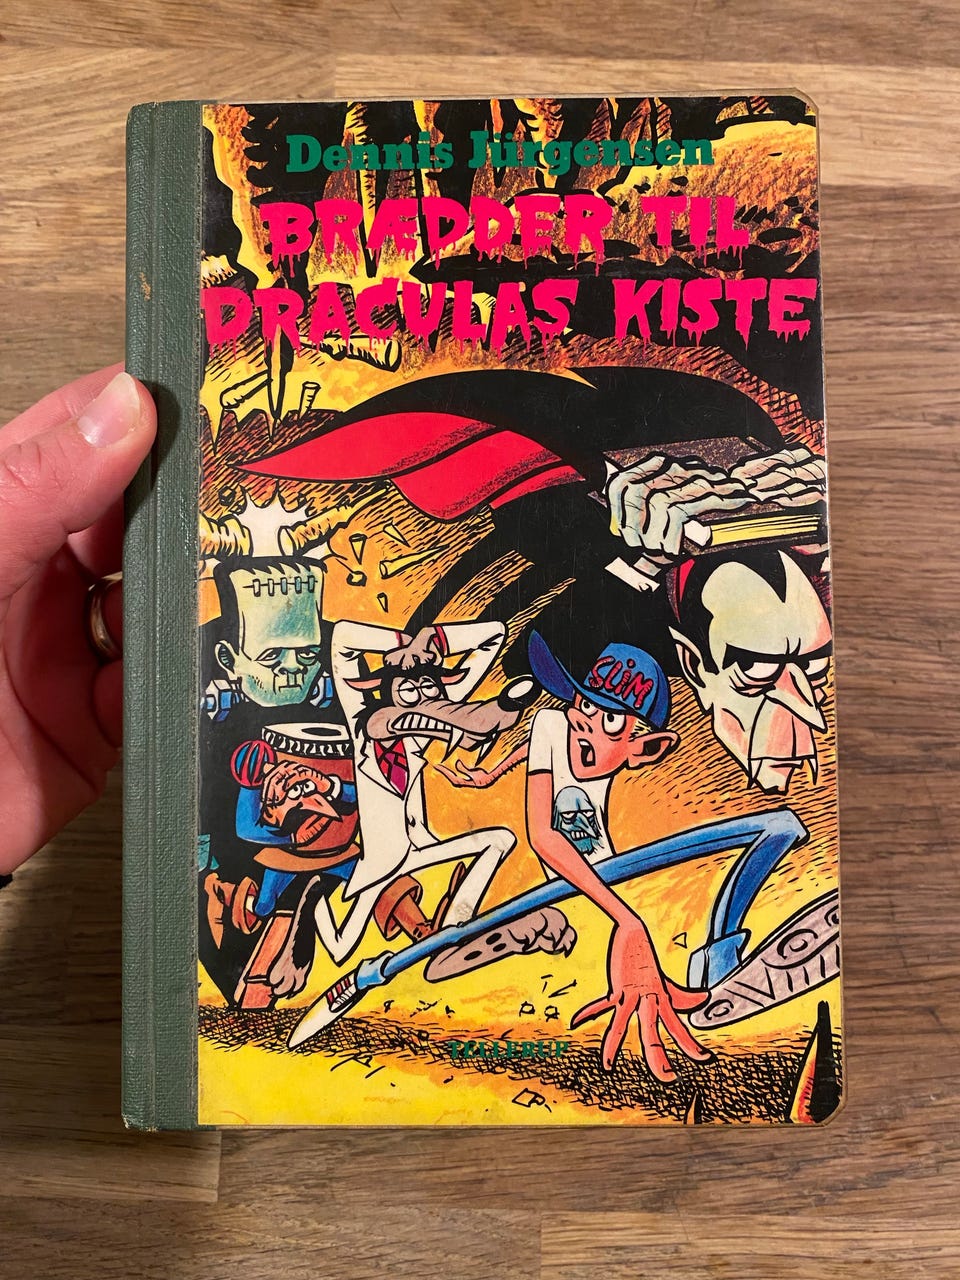 Dennis Jürgensen
BRÆDDER TIL
DRACULAS KISTE
SLIM
TELLERUP